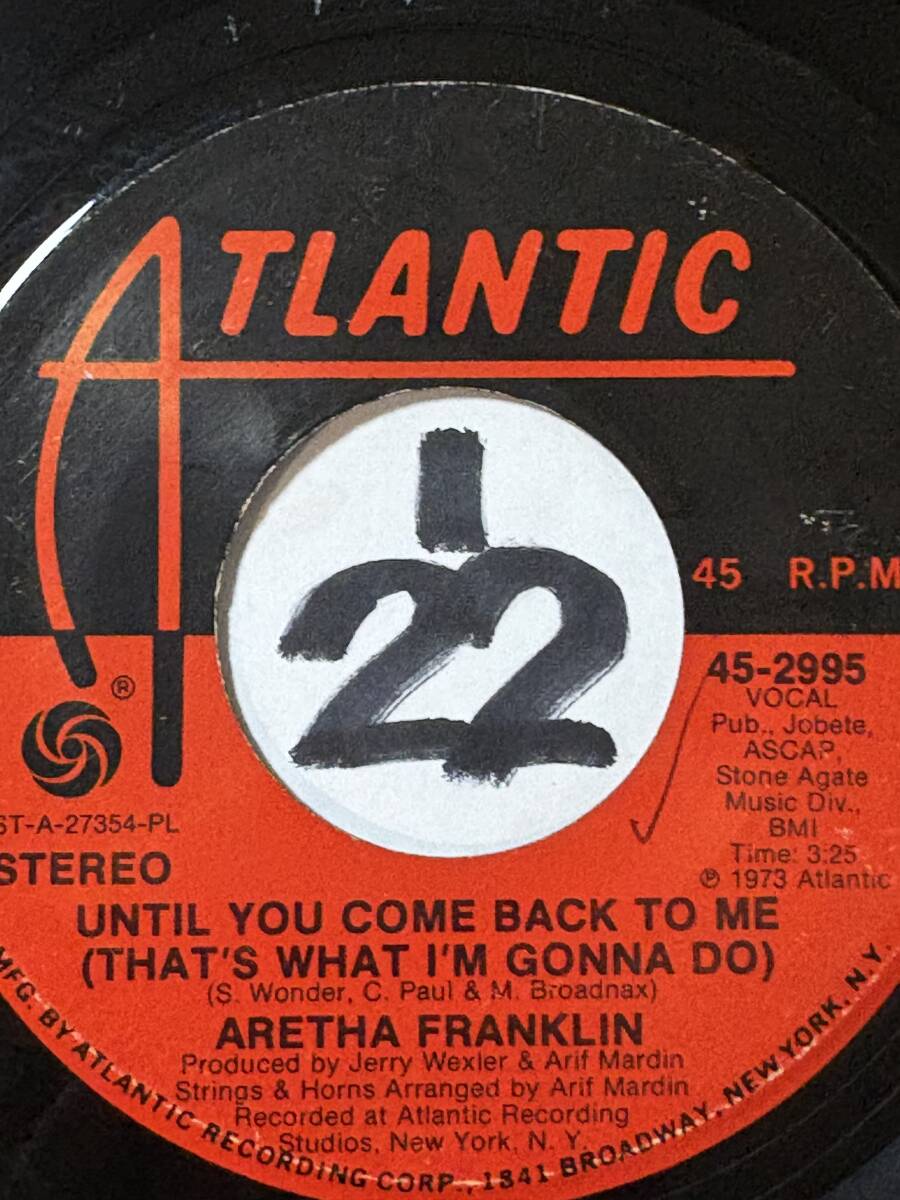 ATLANTIC
1
22
45 R.P.M
45-2995
VOCAL
Pub., Jobete,
ASCAP,
Stone Agate
Music Div.,
BMI
Time: 3:25
℗ 1973 Atlantic
®
ST-A-27354-PL
STEREO
UNTIL YOU COME BACK TO ME
(THAT'S WHAT I'M GONNA DO)
(S. Wonder, C. Paul & M. Broadnax)
ARETHA FRANKLIN
Produced by Jerry Wexler & Arif Mardin
Strings & Horns Arranged by Arif Mardin
Recorded at Atlantic Recording
Studios, New York, N. Y.
MFG. BY ATLANTIC RECORDING CORP., 1841 BROADWAY, NEW YORK, N.Y.